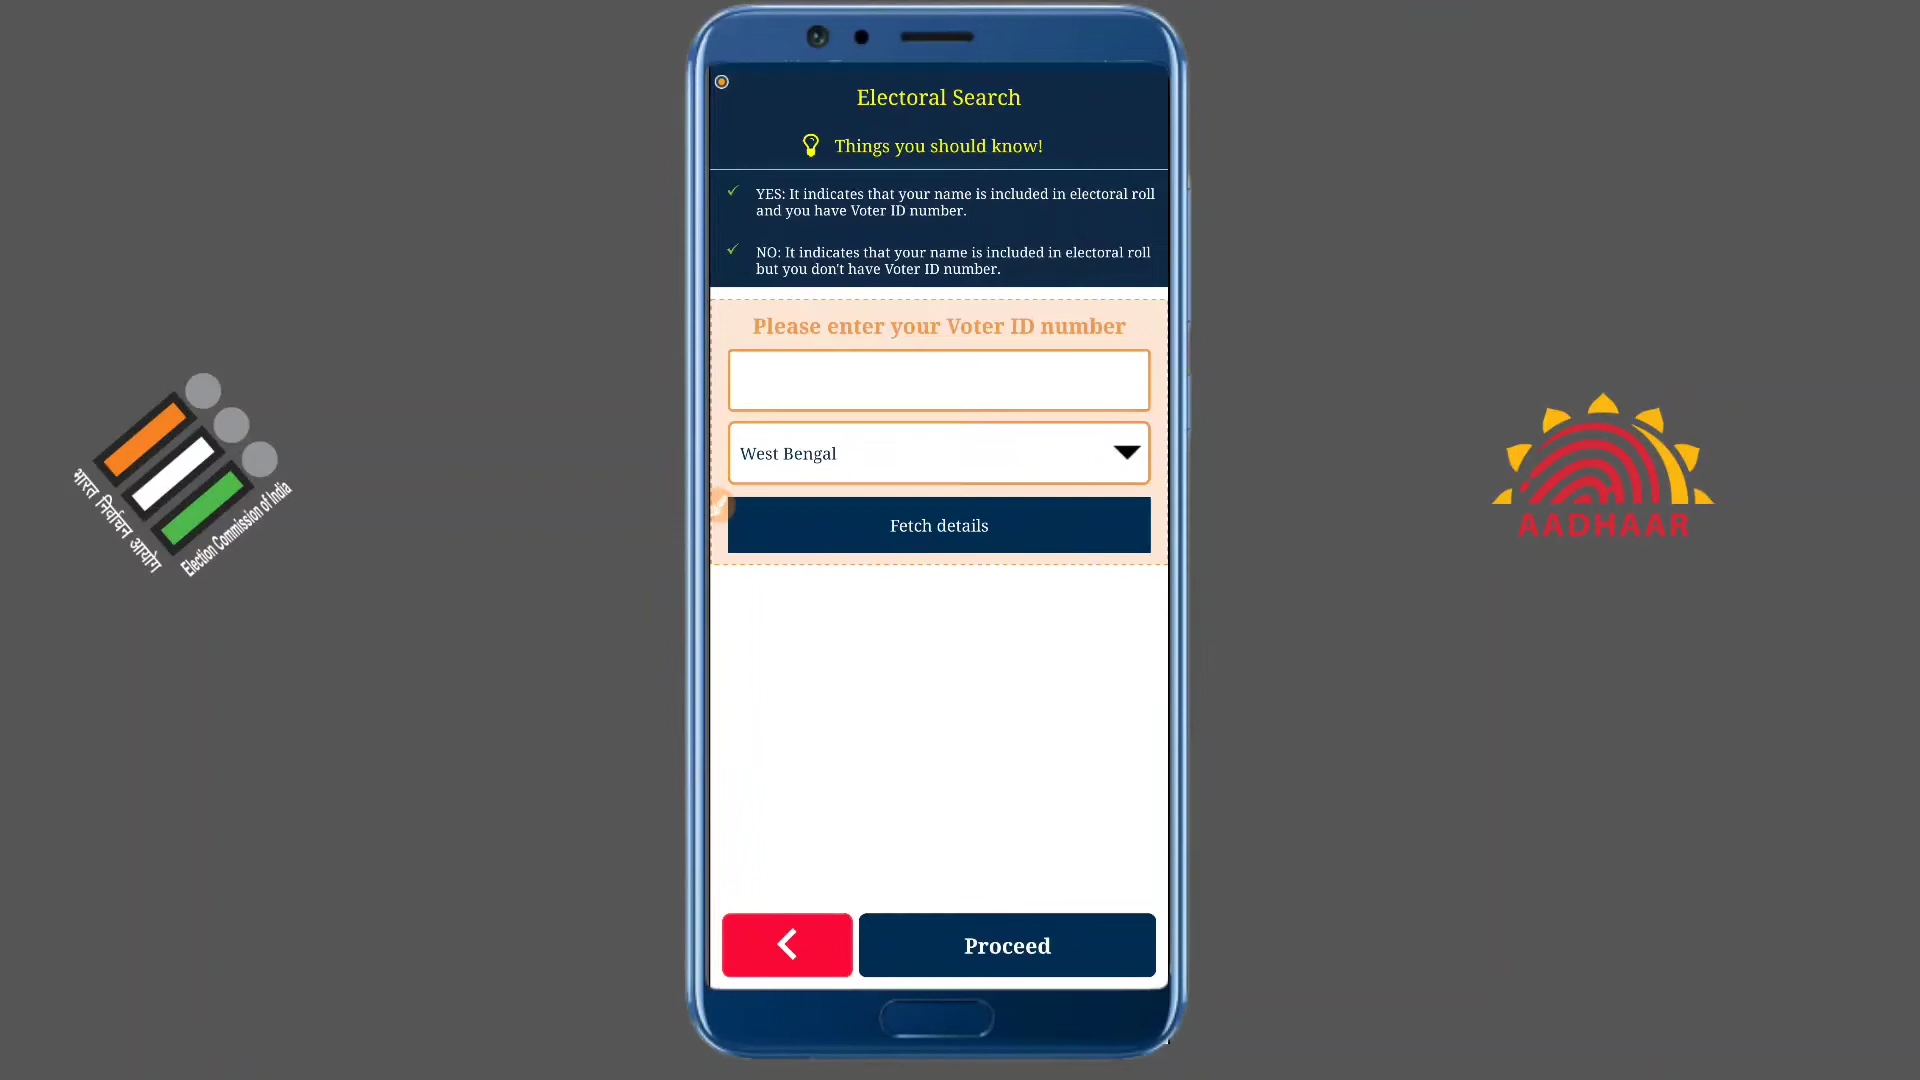 Electoral Search
Things you should know!
YES: It indicates that your name is included in electoral roll
and you have Voter ID number.
NO: It indicates that your name is included in electoral roll
but you don't have Voter ID number.
Please enter your Voter ID number
West Bengal
Fetch details
Proceed
भारत निर्वाचन आयोग
Election Commission of India
AADHAAR